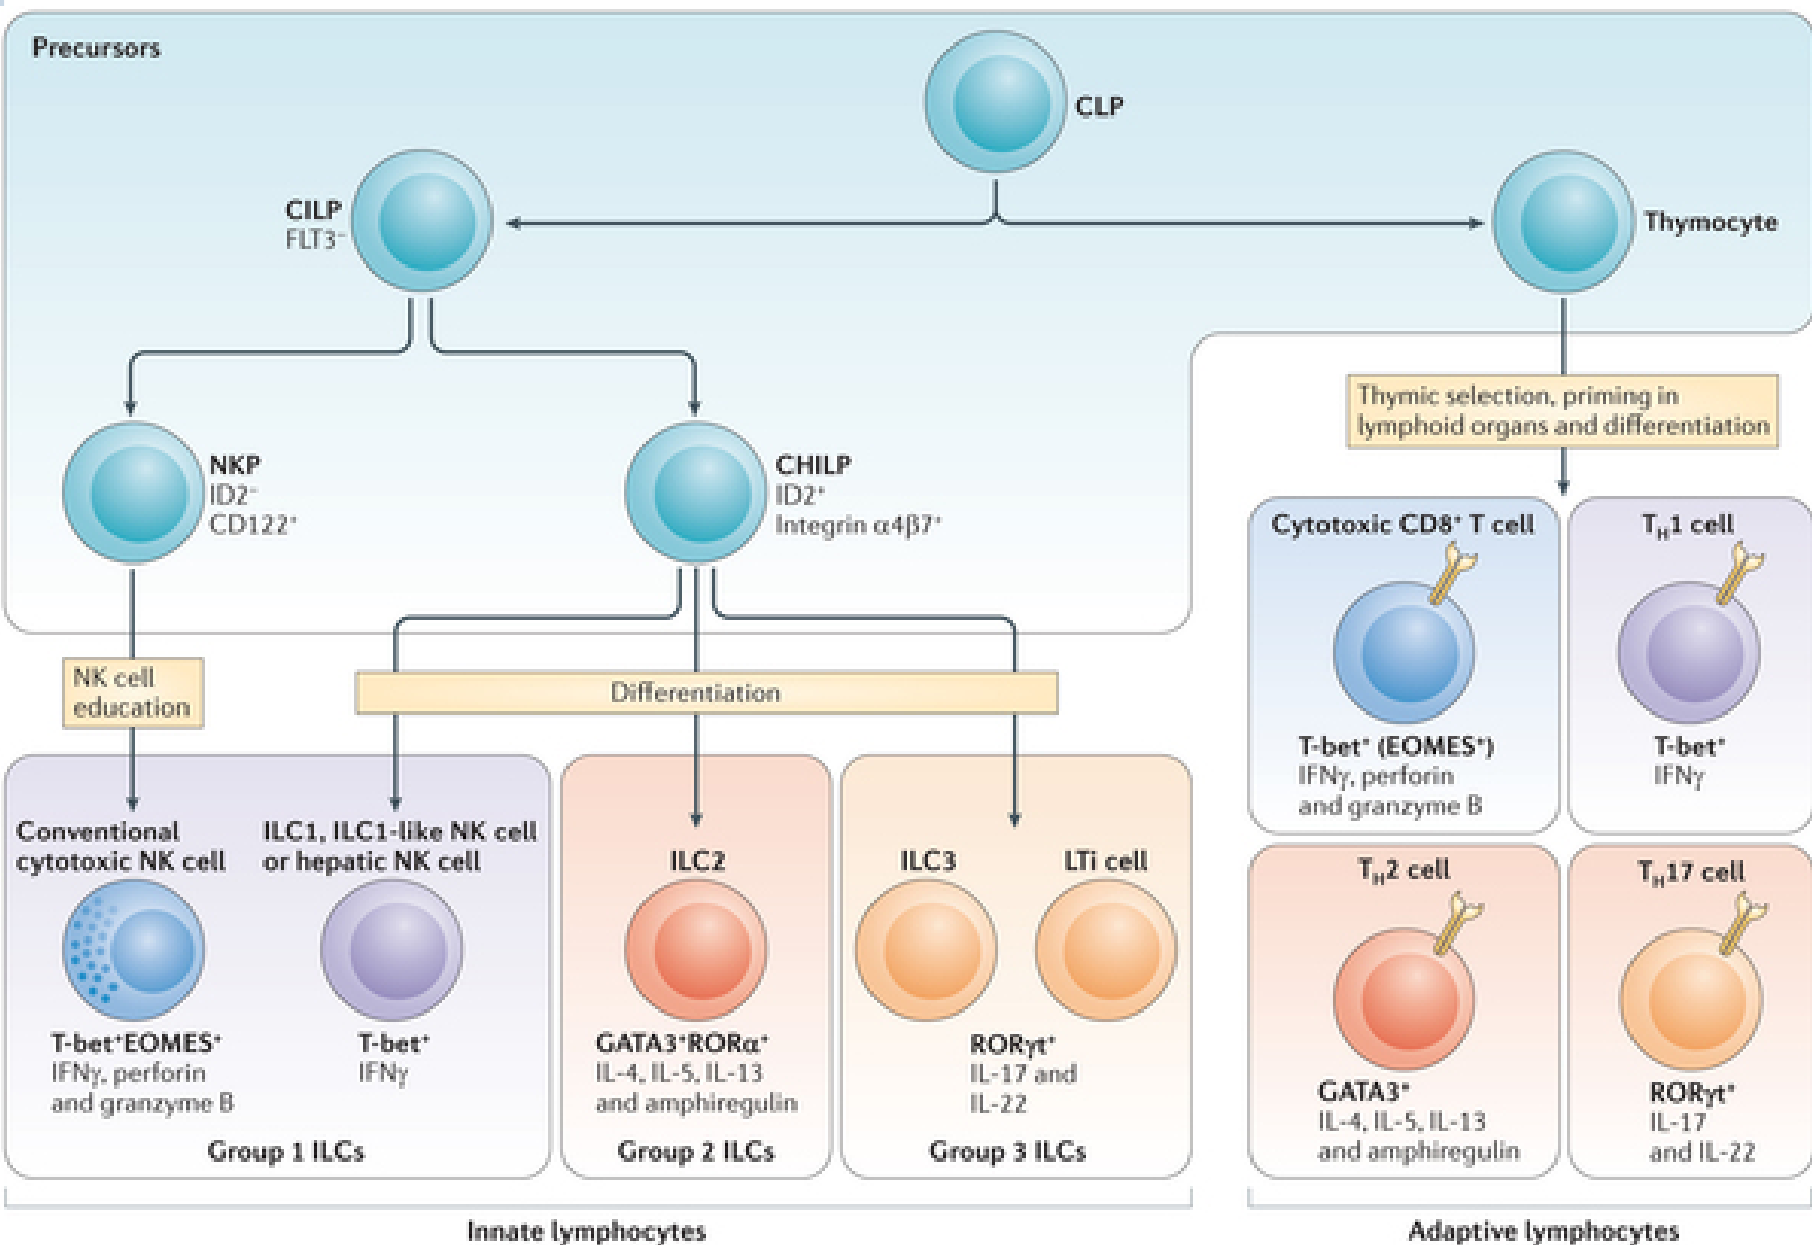 Precursors
CLP
CILP
FLT3⁻
Thymocyte
Thymic selection, priming in
lymphoid organs and differentiation
NKP
ID2⁻
CD122⁺
CHILP
ID2⁺
Integrin α4β7⁺
NK cell
education
Differentiation
Conventional
cytotoxic NK cell
T-bet⁺EOMES⁺
IFNγ, perforin
and granzyme B
ILC1, ILC1-like NK cell
or hepatic NK cell
T-bet⁺
IFNγ
Group 1 ILCs
ILC2
GATA3⁺RORα⁺
IL-4, IL-5, IL-13
and amphiregulin
Group 2 ILCs
ILC3
LTi cell
RORγt⁺
IL-17 and
IL-22
Group 3 ILCs
Innate lymphocytes
Cytotoxic CD8⁺ T cell
T-bet⁺ (EOMES⁺)
IFNγ, perforin
and granzyme B
T_H1 cell
T-bet⁺
IFNγ
T_H2 cell
GATA3⁺
IL-4, IL-5, IL-13
and amphiregulin
T_H17 cell
RORγt⁺
IL-17
and IL-22
Adaptive lymphocytes